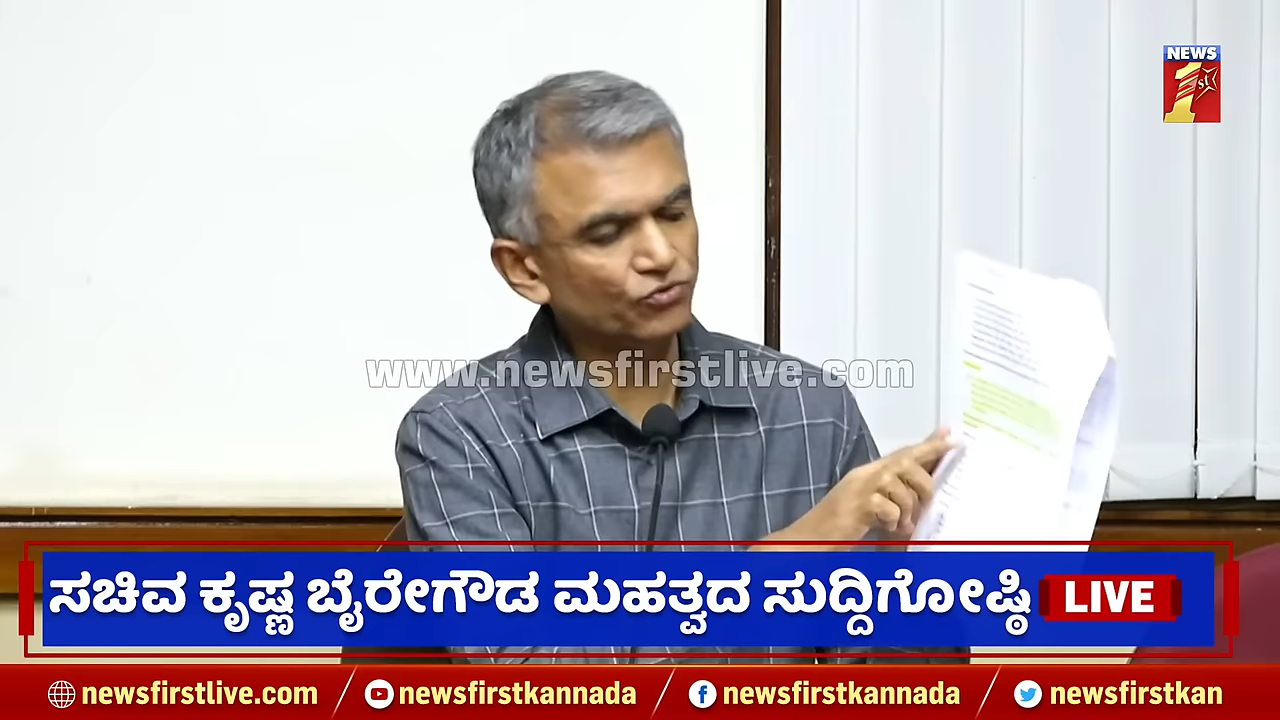 NEWS
1st
www.newsfirstlive.com
ಸಚಿವ ಕೃಷ್ಣ ಬೈರೇಗೌಡ ಮಹತ್ವದ ಸುದ್ದಿಗೋಷ್ಠಿ LIVE
newsfirstlive.com newsfirstkannada newsfirstkannada newsfirstkan